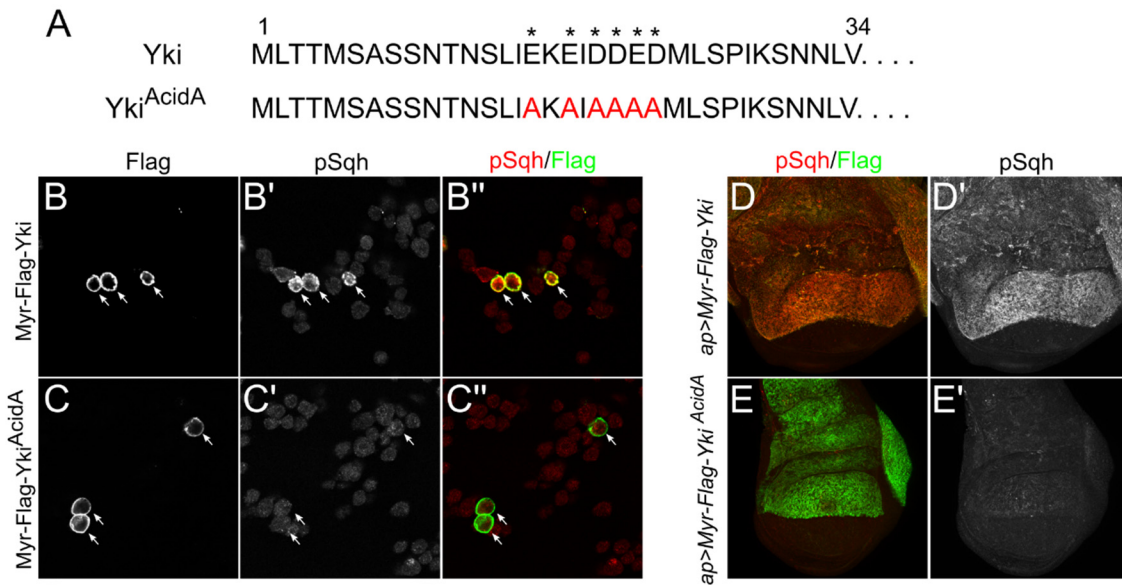 A
1 34
* * * * * *
Yki MLTTMSASSNTNSLIEKEIDDEDMLSPIKSNNLV. . . .
Yki^AcidA MLTTMSASSNTNSLIAKAIAAAAMLSPIKSNNLV. . . .
Flag pSqh pSqh/Flag
Myr-Flag-Yki
B B' B"
Myr-Flag-Yki^AcidA
C C' C"
pSqh/Flag pSqh
ap>Myr-Flag-Yki
D D'
ap>Myr-Flag-Yki^AcidA
E E'